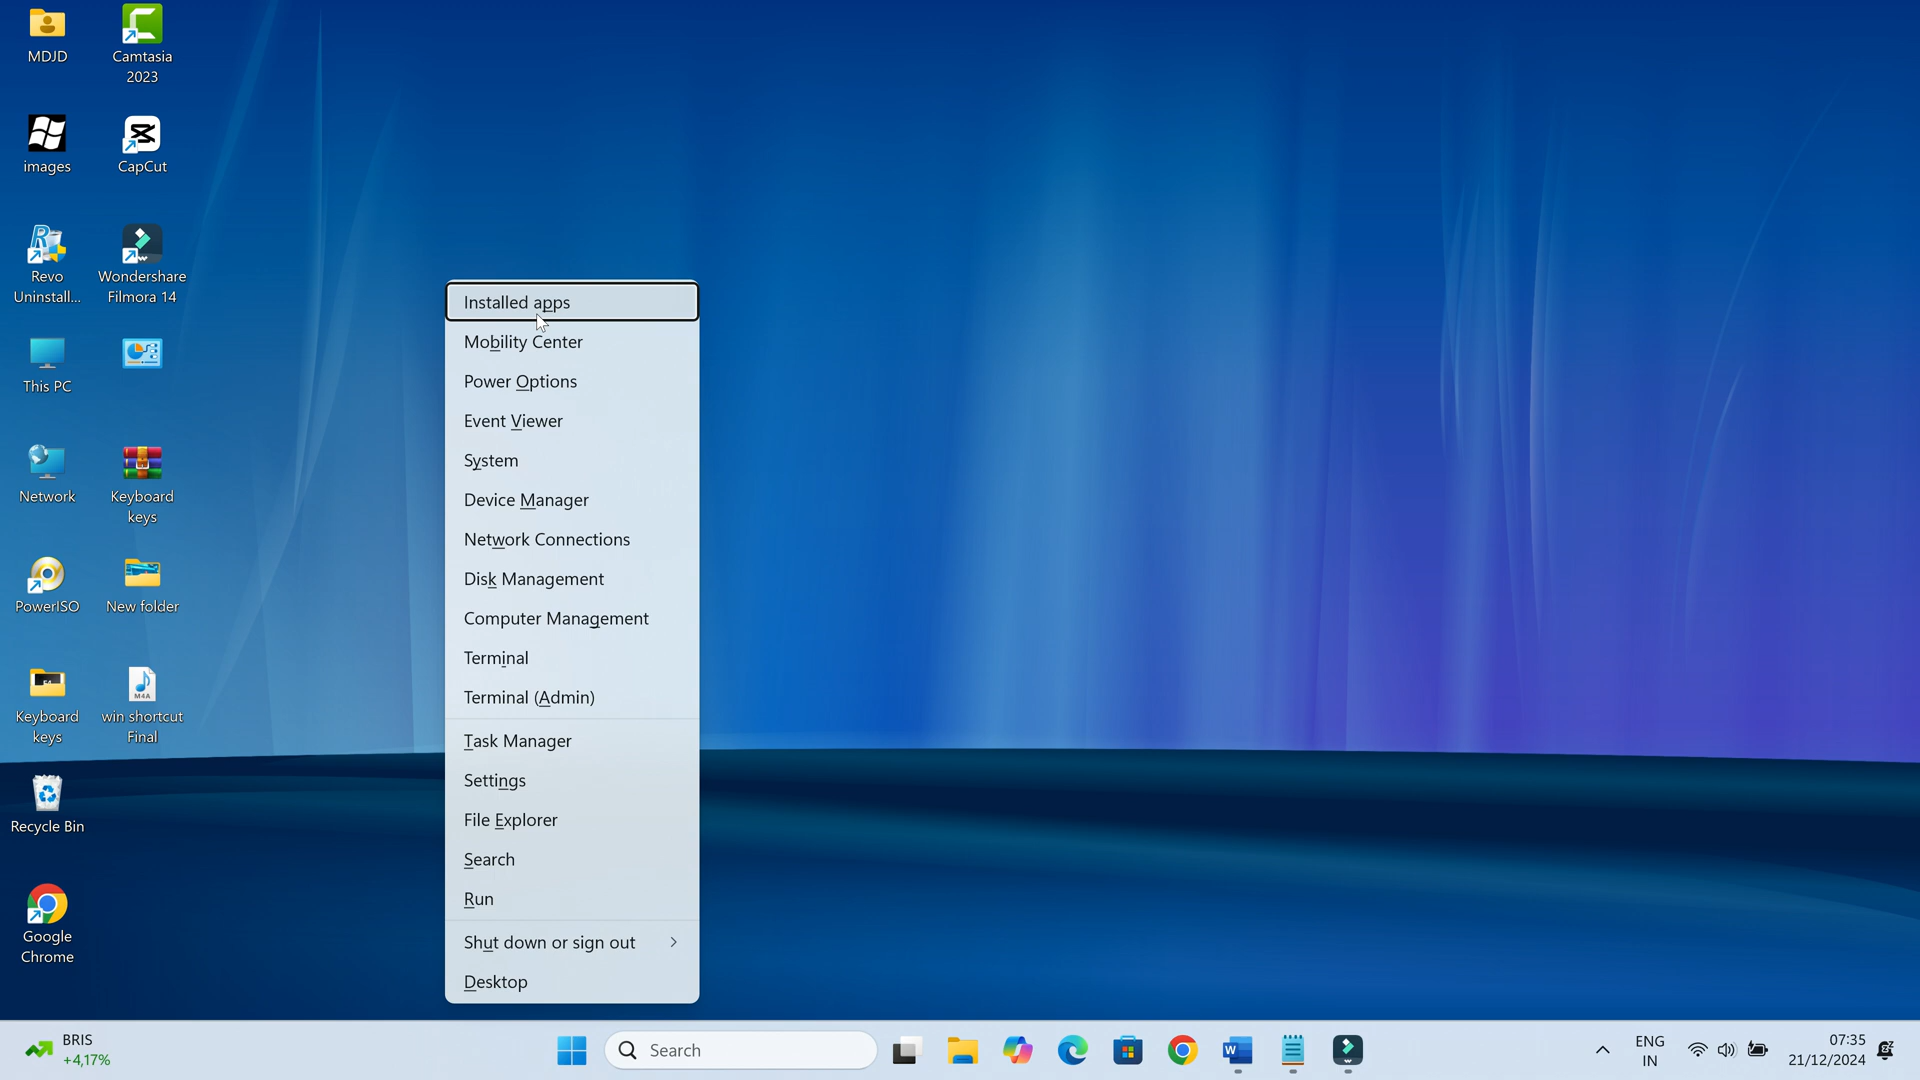 MDJD
Camtasia
2023
images
CapCut
Revo
Uninstall...
Wondershare
Filmora 14
This PC
Network
Keyboard
keys
PowerISO
New folder
Keyboard
keys
M4A
win shortcut
Final
Recycle Bin
Google
Chrome
Installed apps
Mobility Center
Power Options
Event Viewer
System
Device Manager
Network Connections
Disk Management
Computer Management
Terminal
Terminal (Admin)
Task Manager
Settings
File Explorer
Search
Run
Shut down or sign out
Desktop
BRIS
+4,17%
Search
ENG
IN
07:35
21/12/2024